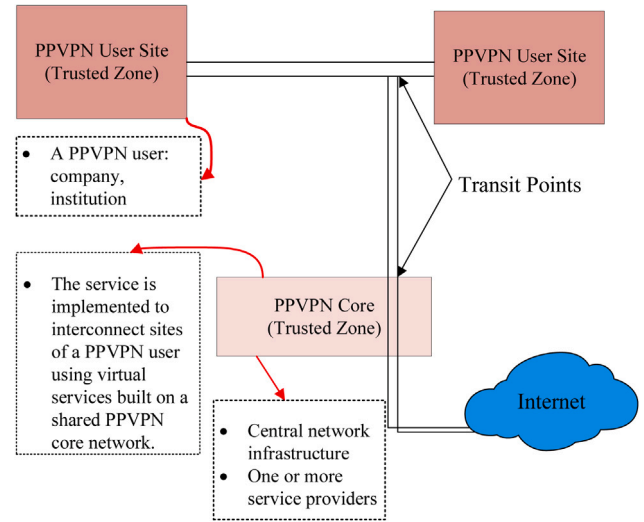 PPVPN User Site
(Trusted Zone)
PPVPN User Site
(Trusted Zone)
• A PPVPN user:
company,
institution
Transit Points
• The service is
implemented to
interconnect sites
of a PPVPN user
using virtual
services built on a
shared PPVPN
core network.
PPVPN Core
(Trusted Zone)
Internet
• Central network
infrastructure
• One or more
service providers